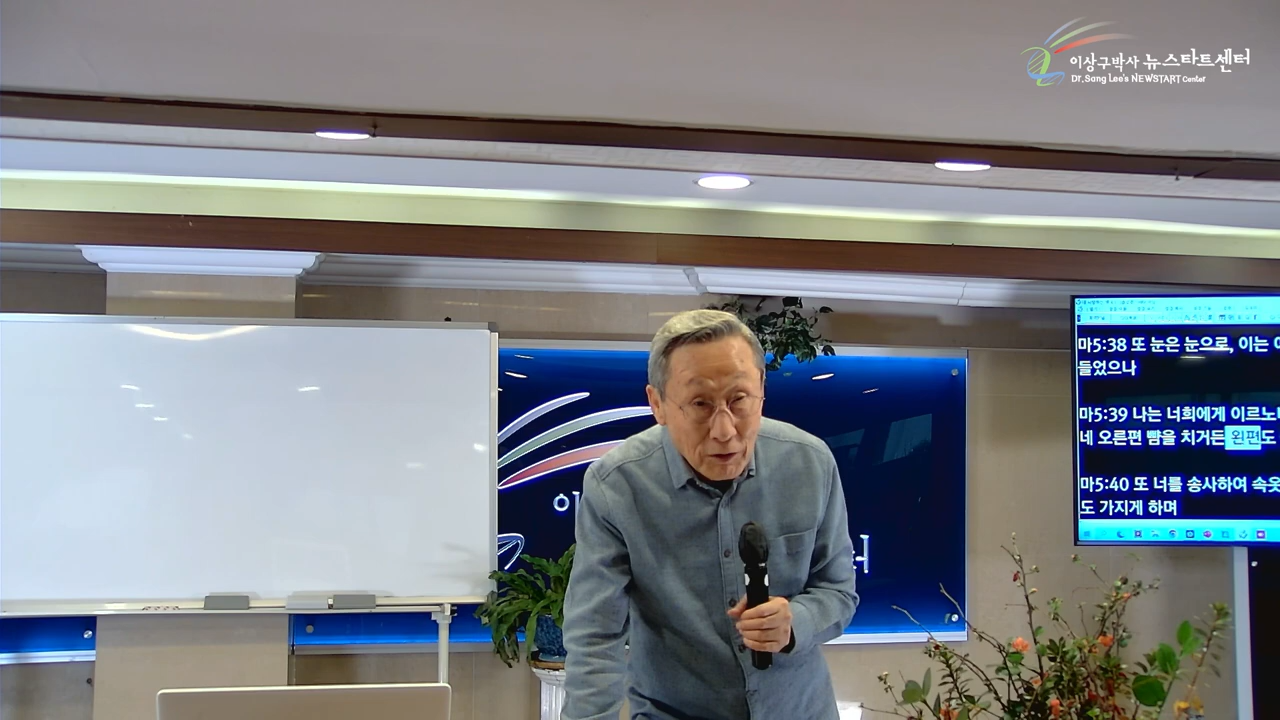 이상구박사 뉴스타트센터
Dr.Sang Lee's NEWSTART Center
마5:38 또 눈은 눈으로, 이는
들었으나
마5:39 나는 너희에게 이르노니
네 오른편 뺨을 치거든 왼편도
마5:40 또 너를 송사하여 속옷
도 가지게 하며